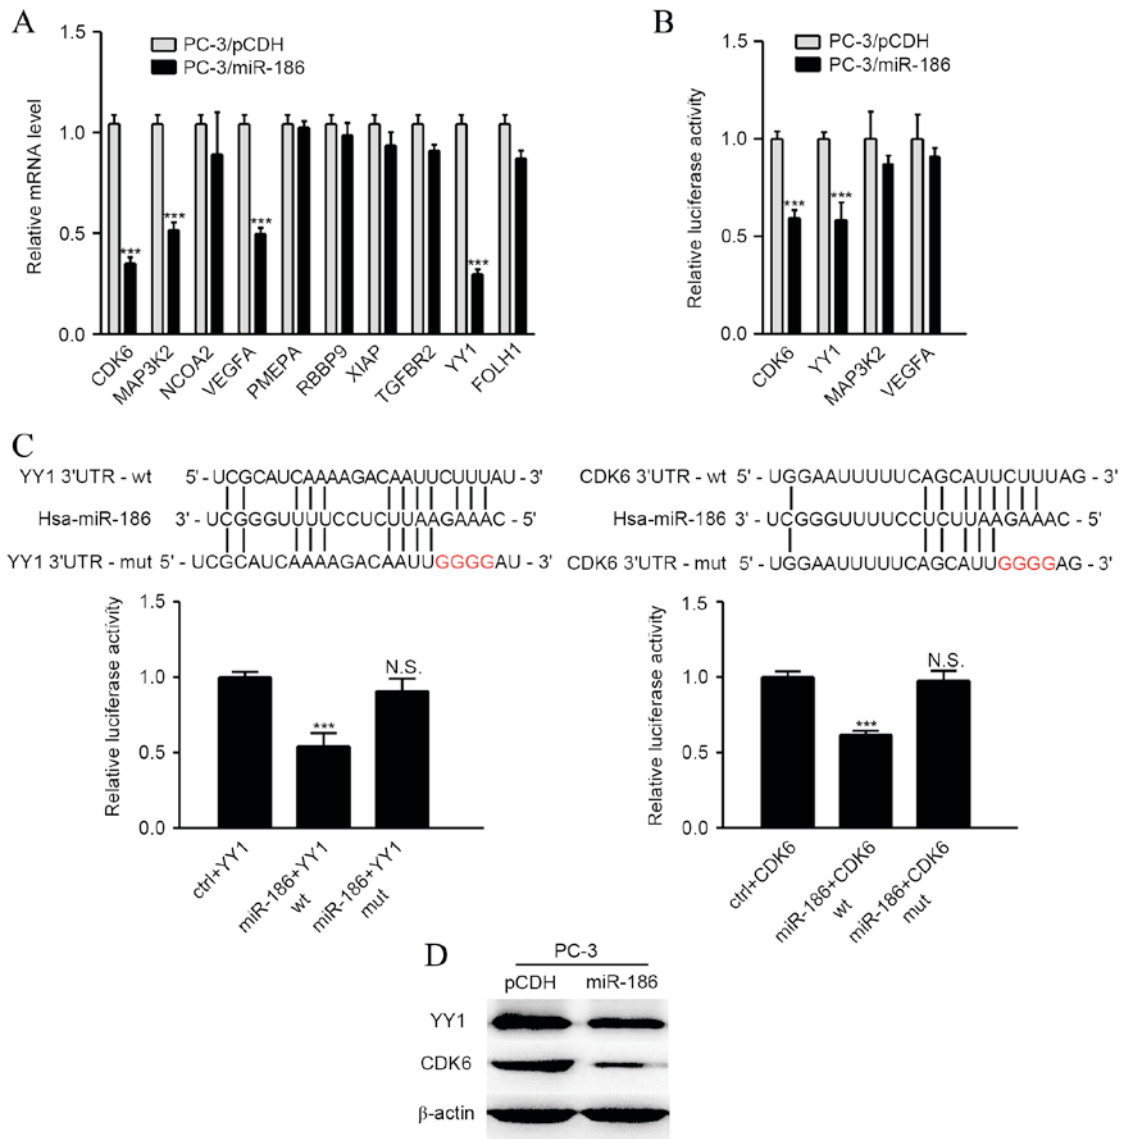 A
1.5
PC-3/pCDH
PC-3/miR-186
1.0
0.5
0.0
Relative mRNA level
***
***
***
***
CDK6
MAP3K2
NCOA2
VEGFA
PMEPA
RBBP9
XIAP
TGFBR2
YY1
FOLH1
B
1.5
PC-3/pCDH
PC-3/miR-186
1.0
0.5
0.0
Relative luciferase activity
***
***
CDK6
YY1
MAP3K2
VEGFA
C
YY1 3'UTR - wt 5' - UCGCAUCAAAAGACAAUUCUUUAU - 3'
Hsa-miR-186 3' - UCGGGUUUUCCUCUUAAGAAAC - 5'
YY1 3'UTR - mut 5' - UCGCAUCAAAAGACAAUUGGGGAU - 3'
CDK6 3'UTR - wt 5' - UGGAAUUUUUCAGCAUUCUUUAG - 3'
Hsa-miR-186 3' - UCGGGUUUUCCUCUUAAGAAAC - 5'
CDK6 3'UTR - mut 5' - UGGAAUUUUUCAGCAUUGGGGAG - 3'
1.5
1.0
0.5
0.0
Relative luciferase activity
***
N.S.
ctrl+YY1
miR-186+YY1
wt
miR-186+YY1
mut
1.5
1.0
0.5
0.0
Relative luciferase activity
***
N.S.
ctrl+CDK6
miR-186+CDK6
wt
miR-186+CDK6
mut
D
PC-3
pCDH miR-186
YY1
CDK6
β-actin